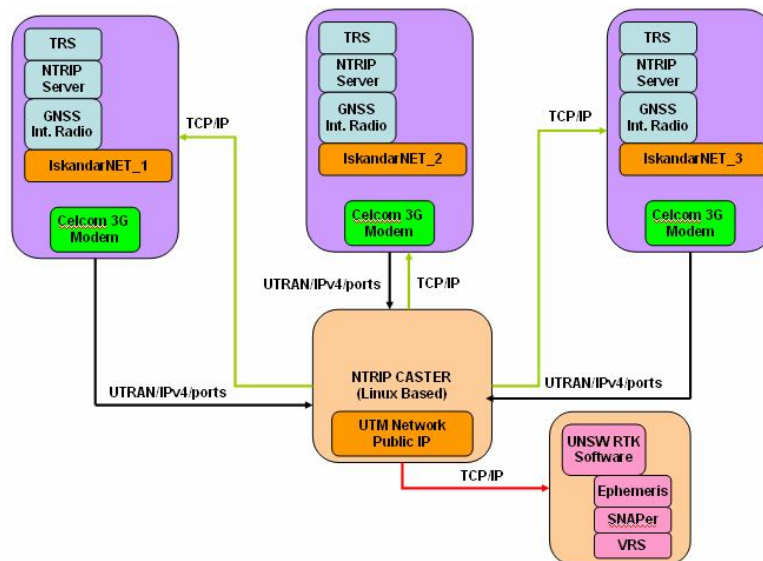 TRS
NTRIP
Server
GNSS
Int. Radio
IskandarNET_1
Celcom 3G
Modem
TCP/IP
TRS
NTRIP
Server
GNSS
Int. Radio
IskandarNET_2
Celcom 3G
Modem
TCP/IP
TRS
NTRIP
Server
GNSS
Int. Radio
IskandarNET_3
Celcom 3G
Modem
UTRAN/IPv4/ports
TCP/IP
UTRAN/IPv4/ports
NTRIP CASTER
(Linux Based)
UTM Network
Public IP
UTRAN/IPv4/ports
TCP/IP
UNSW RTK
Software
Ephemeris
SNAPer
VRS